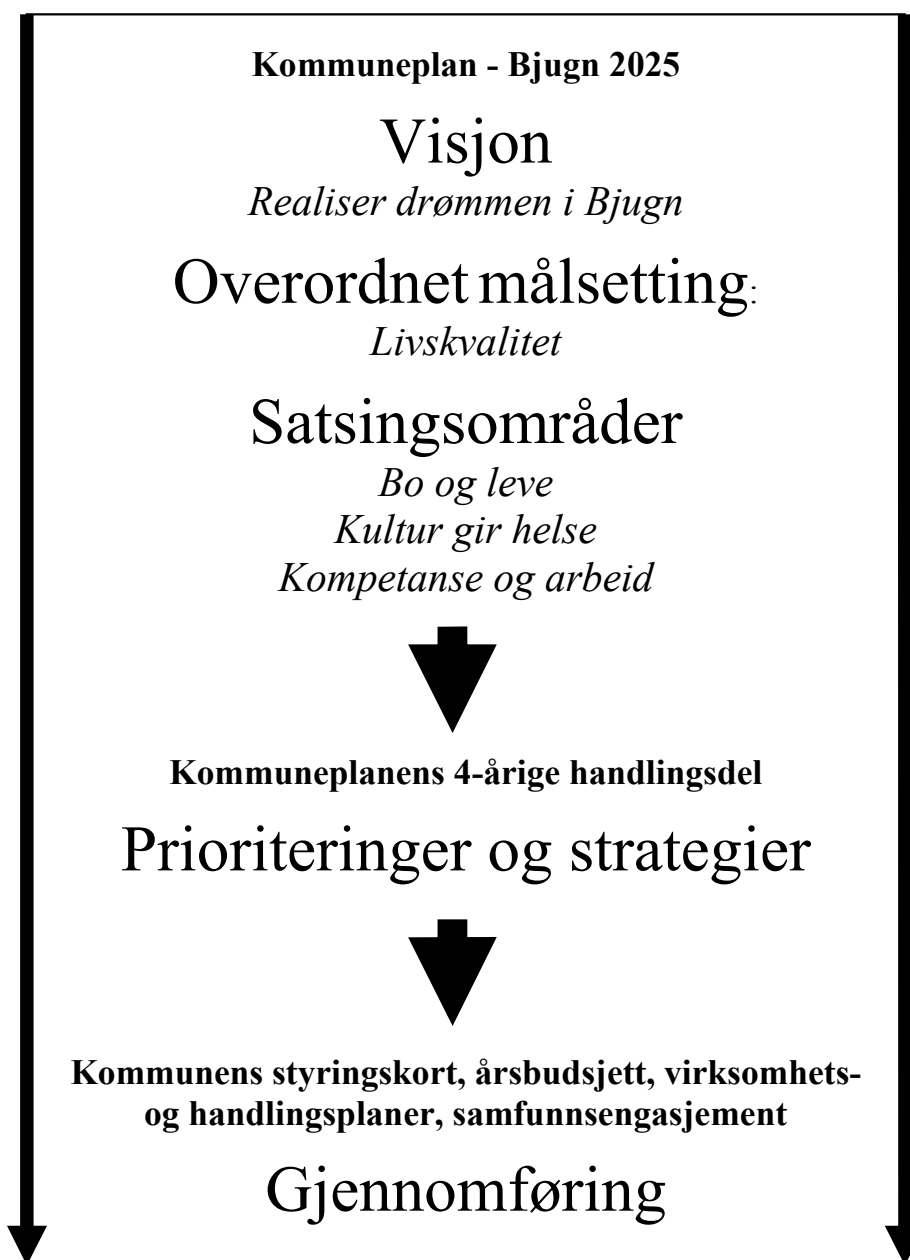 Kommuneplan - Bjugn 2025
Visjon
Realiser drømmen i Bjugn
Overordnet målsetting:
Livskvalitet
Satsingsområder
Bo og leve
Kultur gir helse
Kompetanse og arbeid
Kommuneplanens 4-årige handlingsdel
Prioriteringer og strategier
Kommunens styringskort, årsbudsjett, virksomhets-
og handlingsplaner, samfunnsengasjement
Gjennomføring